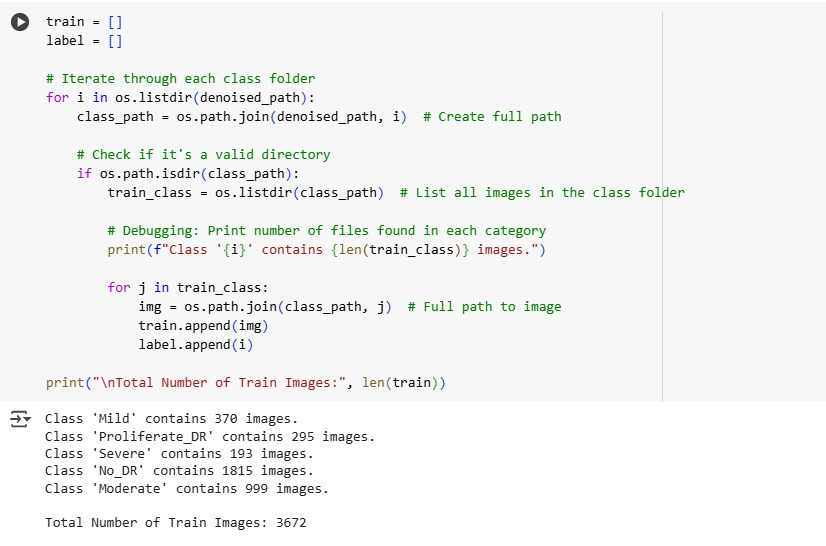 train = []
label = []
# Iterate through each class folder
for i in os.listdir(denoised_path):
class_path = os.path.join(denoised_path, i)  # Create full path
# Check if it's a valid directory
if os.path.isdir(class_path):
train_class = os.listdir(class_path)  # List all images in the class folder
# Debugging: Print number of files found in each category
print(f"Class '{i}' contains {len(train_class)} images.")
for j in train_class:
img = os.path.join(class_path, j)  # Full path to image
train.append(img)
label.append(i)
print("\nTotal Number of Train Images:", len(train))
Class 'Mild' contains 370 images.
Class 'Proliferate_DR' contains 295 images.
Class 'Severe' contains 193 images.
Class 'No_DR' contains 1815 images.
Class 'Moderate' contains 999 images.
Total Number of Train Images: 3672